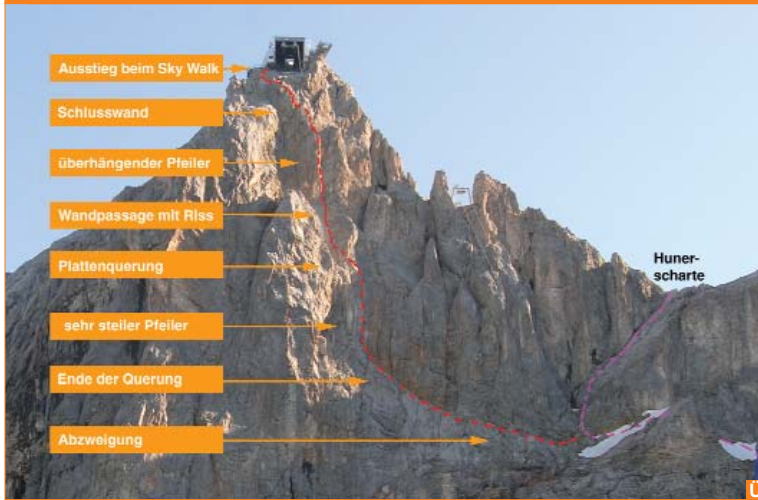 Ausstieg beim Sky Walk
Schlusswand
überhängender Pfeiler
Wandpassage mit Riss
Plattenquerung
Huner-
scharte
sehr steiler Pfeiler
Ende der Querung
Abzweigung
Ü